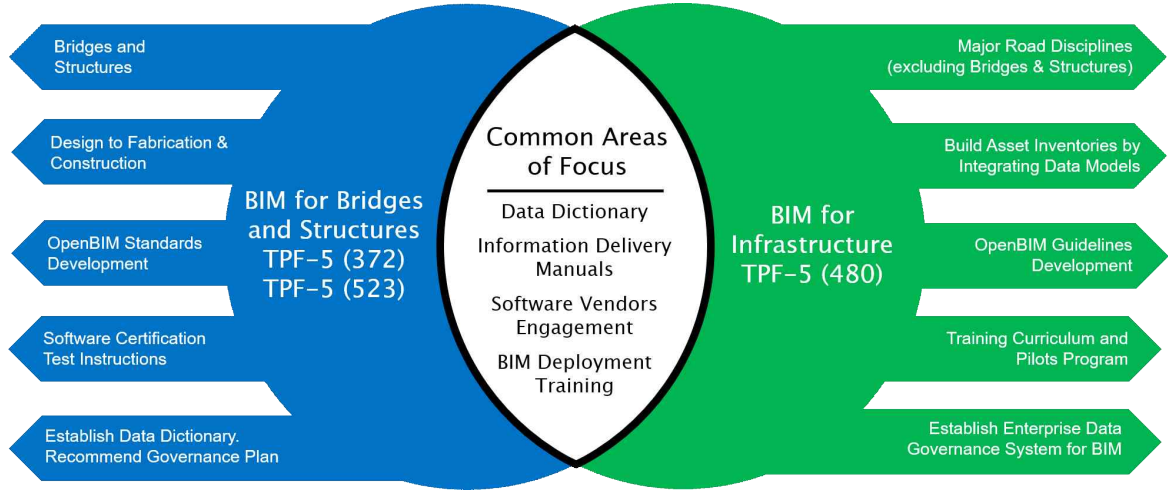 Bridges and
Structures
Design to Fabrication &
Construction
OpenBIM Standards
Development
Software Certification
Test Instructions
Establish Data Dictionary.
Recommend Governance Plan
BIM for Bridges
and Structures
TPF-5 (372)
TPF-5 (523)
Common Areas
of Focus
Data Dictionary
Information Delivery
Manuals
Software Vendors
Engagement
BIM Deployment
Training
BIM for
Infrastructure
TPF-5 (480)
Major Road Disciplines
(excluding Bridges & Structures)
Build Asset Inventories by
Integrating Data Models
OpenBIM Guidelines
Development
Training Curriculum and
Pilots Program
Establish Enterprise Data
Governance System for BIM